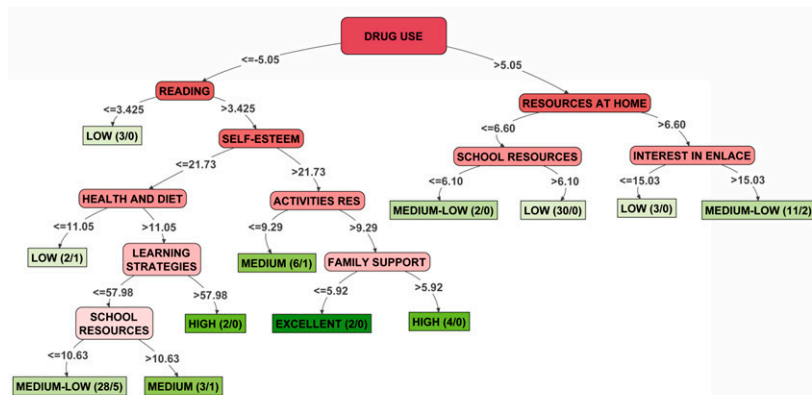 DRUG USE
<=-5.05
>5.05
READING
RESOURCES AT HOME
<=3.425
>3.425
<=6.60
>6.60
LOW (3/0)
SELF-ESTEEM
SCHOOL RESOURCES
INTEREST IN ENLACE
<=21.73
>21.73
<=6.10
>6.10
<=15.03
>15.03
HEALTH AND DIET
ACTIVITIES RES
MEDIUM-LOW (2/0)
LOW (30/0)
LOW (3/0)
MEDIUM-LOW (11/2)
<=11.05
>11.05
<=9.29
>9.29
LOW (2/1)
LEARNING
STRATEGIES
MEDIUM (6/1)
FAMILY SUPPORT
<=57.98
>57.98
<=5.92
>5.92
SCHOOL
RESOURCES
HIGH (2/0)
EXCELLENT (2/0)
HIGH (4/0)
<=10.63
>10.63
MEDIUM-LOW (28/5)
MEDIUM (3/1)